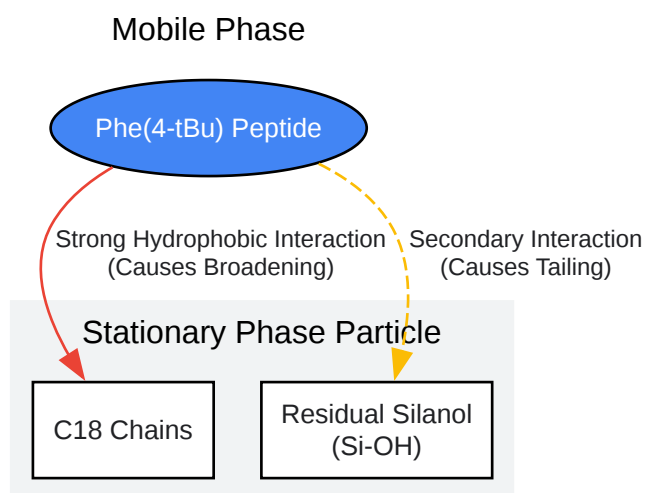 Mobile Phase
Phe(4-tBu) Peptide
Strong Hydrophobic Interaction
(Causes Broadening)
Secondary Interaction
(Causes Tailing)
Stationary Phase Particle
C18 Chains
Residual Silanol
(Si-OH)